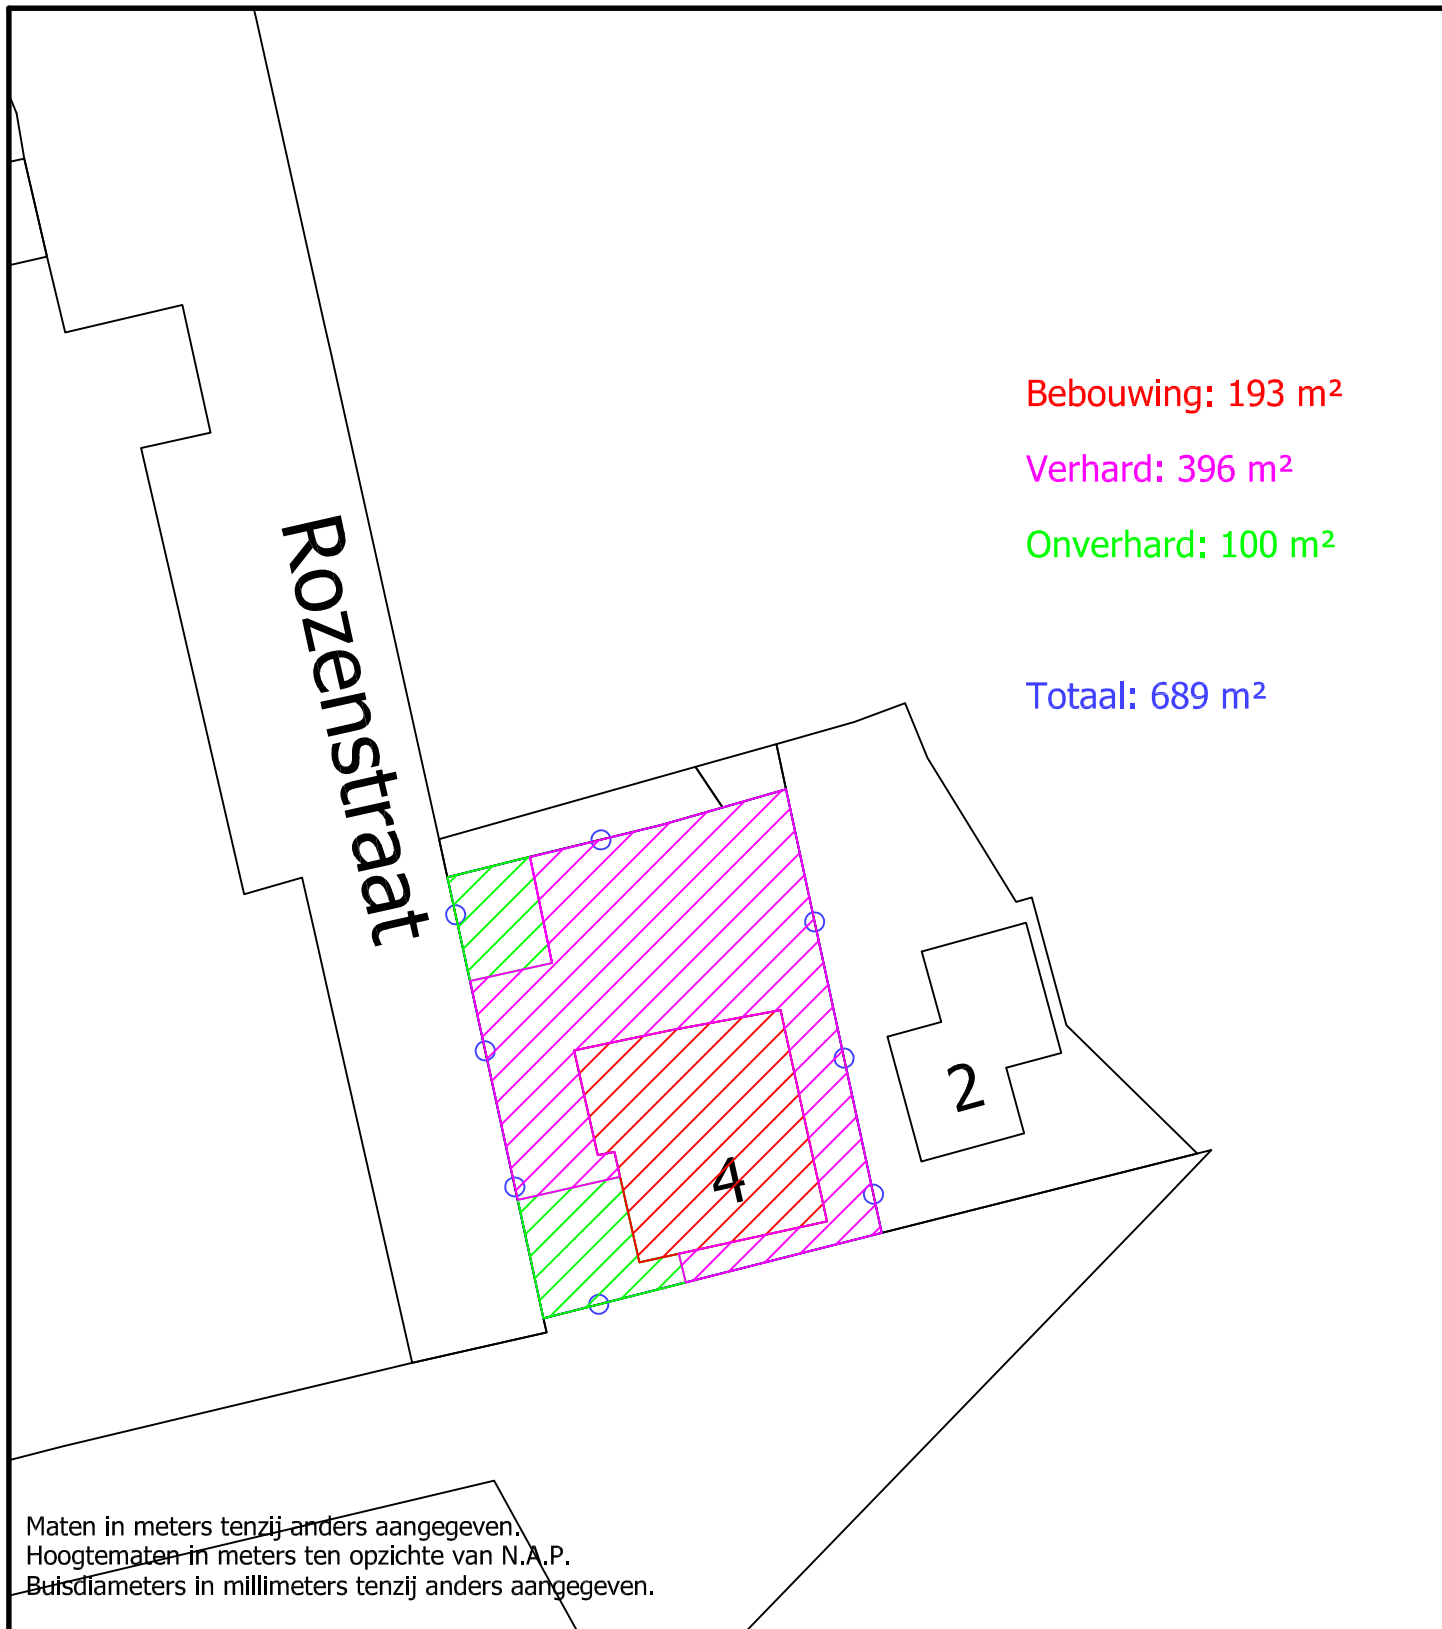 Bebouwing: 193 m²
Verhard: 396 m²
Onverhard: 100 m²
Totaal: 689 m²
Rozenstraat
2
4
Maten in meters tenzij anders aangegeven.
Hoogtematen in meters ten opzichte van N.A.P.
Buisdiameters in millimeters tenzij anders aangegeven.